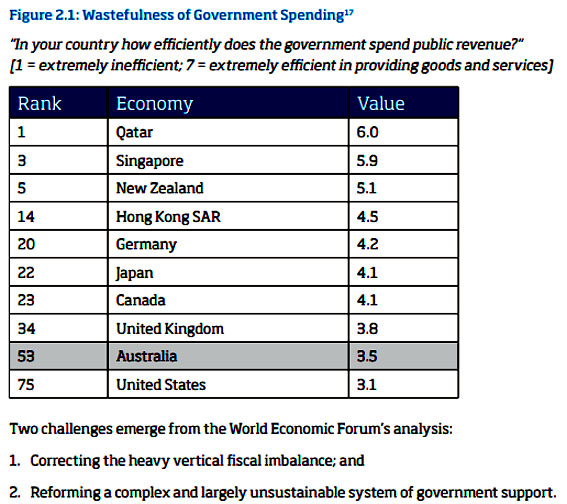 Figure 2.1: Wastefulness of Government Spending17
"In your country how efficiently does the government spend public revenue?"
[1 = extremely inefficient; 7 = extremely efficient in providing goods and services]
Rank Economy Value
1 Qatar 6.0
3 Singapore 5.9
5 New Zealand 5.1
14 Hong Kong SAR 4.5
20 Germany 4.2
22 Japan 4.1
23 Canada 4.1
34 United Kingdom 3.8
53 Australia 3.5
75 United States 3.1
Two challenges emerge from the World Economic Forum's analysis:
1. Correcting the heavy vertical fiscal imbalance; and
2. Reforming a complex and largely unsustainable system of government support.